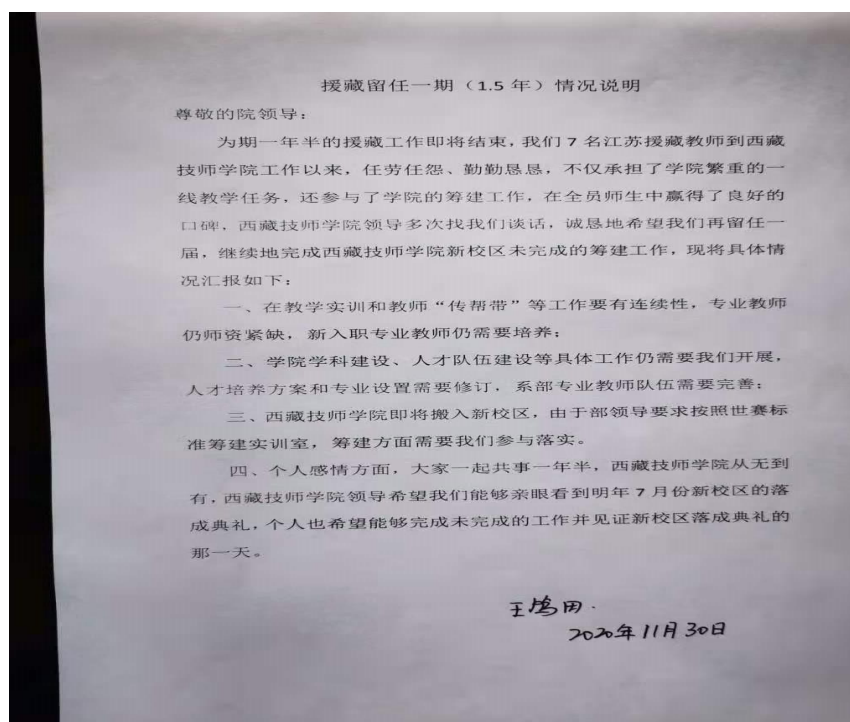 援藏留任一期（1.5 年）情况说明
尊敬的院领导：
为期一年半的援藏工作即将结束，我们 7 名江苏援藏教师到西藏
技师学院工作以来，任劳任怨、勤勤恳恳，不仅承担了学院繁重的一
线教学任务，还参与了学院的筹建工作，在全员师生中赢得了良好的
口碑，西藏技师学院领导多次找我们谈话，诚恳地希望我们再留任一
届，继续地完成西藏技师学院新校区未完成的筹建工作，现将具体情
况汇报如下：
一、在教学实训和教师“传帮带”等工作要有连续性，专业教师
仍师资紧缺，新入职专业教师仍需要培养；
二、学院学科建设、人才队伍建设等具体工作仍需要我们开展，
人才培养方案和专业设置需要修订，系部专业教师队伍需要完善；
三、西藏技师学院即将搬入新校区，由于部领导要求按照世赛标
准筹建实训室，筹建方面需要我们参与落实。
四、个人感情方面，大家一起共事一年半，西藏技师学院从无到
有，西藏技师学院领导希望我们能够亲眼看到明年 7 月份新校区的落
成典礼，个人也希望能够完成未完成的工作并见证新校区落成典礼的
那一天。
王 田
2020年11月30日